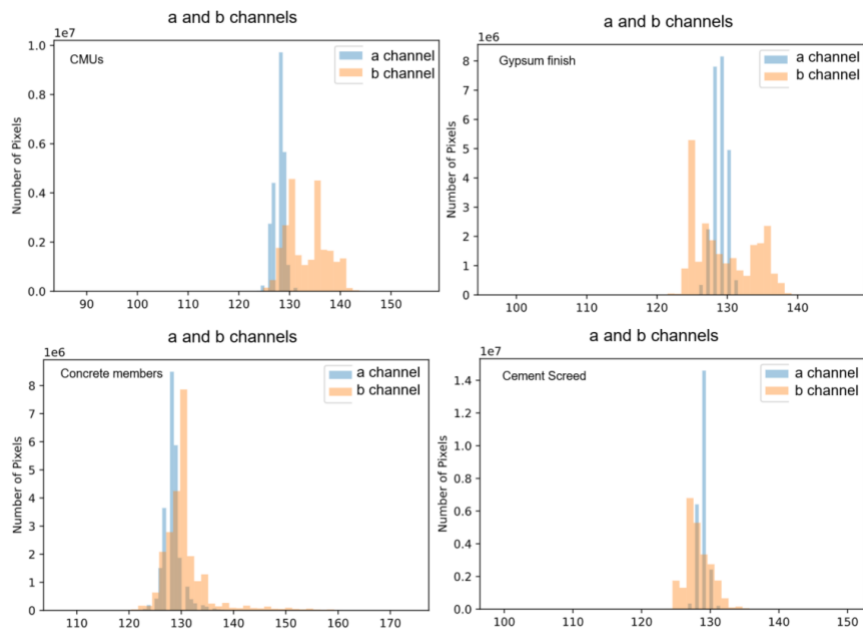 a and b channels
1e7
CMUs
a channel
b channel
Number of Pixels
1.0
0.8
0.6
0.4
0.2
0.0
90 100 110 120 130 140 150
a and b channels
1e6
Gypsum finish
a channel
b channel
Number of Pixels
8
7
6
5
4
3
2
1
0
100 110 120 130 140
a and b channels
1e6
Concrete members
a channel
b channel
Number of Pixels
8
7
6
5
4
3
2
1
0
110 120 130 140 150 160 170
a and b channels
1e7
Cement Screed
a channel
b channel
Number of Pixels
1.4
1.2
1.0
0.8
0.6
0.4
0.2
0.0
100 110 120 130 140 150